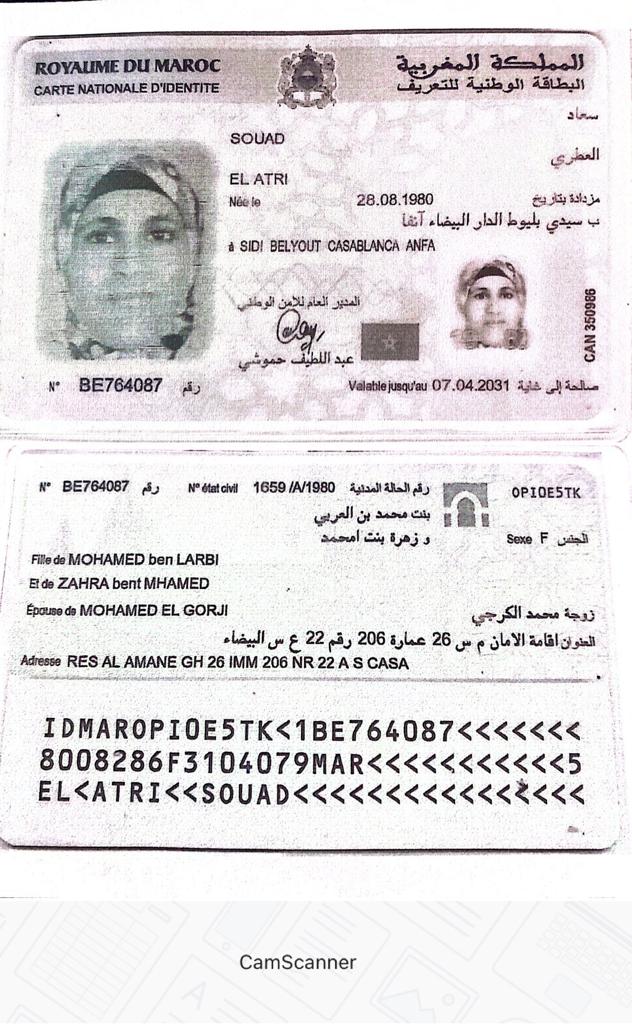 ROYAUME DU MAROC
المملكة المغربية
CARTE NATIONALE D'IDENTITE
البطاقة الوطنية للتعريف
سعاد
SOUAD
العطري
EL ATRI
Née le 28.08.1980 مزدادة بتاريخ
ب سيدي بليوط الدار البيضاء أنفا
à SIDI BELYOUT CASABLANCA ANFA
المدير العام للأمن الوطني
عبد اللطيف حموشي
CAN 350986
N° BE764087 رقم
Valable jusqu'au 07.04.2031 صالحة إلى غاية
N° BE764087 رقم
N° état civil 1659 /A/1980 رقم الحالة المدنية
OPIOE5TK
بنت محمد بن العربي
و زهرة بنت امحمد
Sexe F الجنس
Fille de MOHAMED ben LARBI
Et de ZAHRA bent MHAMED
Épouse de MOHAMED EL GORJI
زوجة محمد الكرجي
العنوان اقامة الامان م س 26 عمارة 206 رقم 22 ع س البيضاء
Adresse RES AL AMANE GH 26 IMM 206 NR 22 A S CASA
IDMAROPIOE5TK<1BE764087<<<<<<<
8008286F3104079MAR<<<<<<<<<<<5
EL<ATRI<<SOUAD<<<<<<<<<<<<<<<<
CamScanner